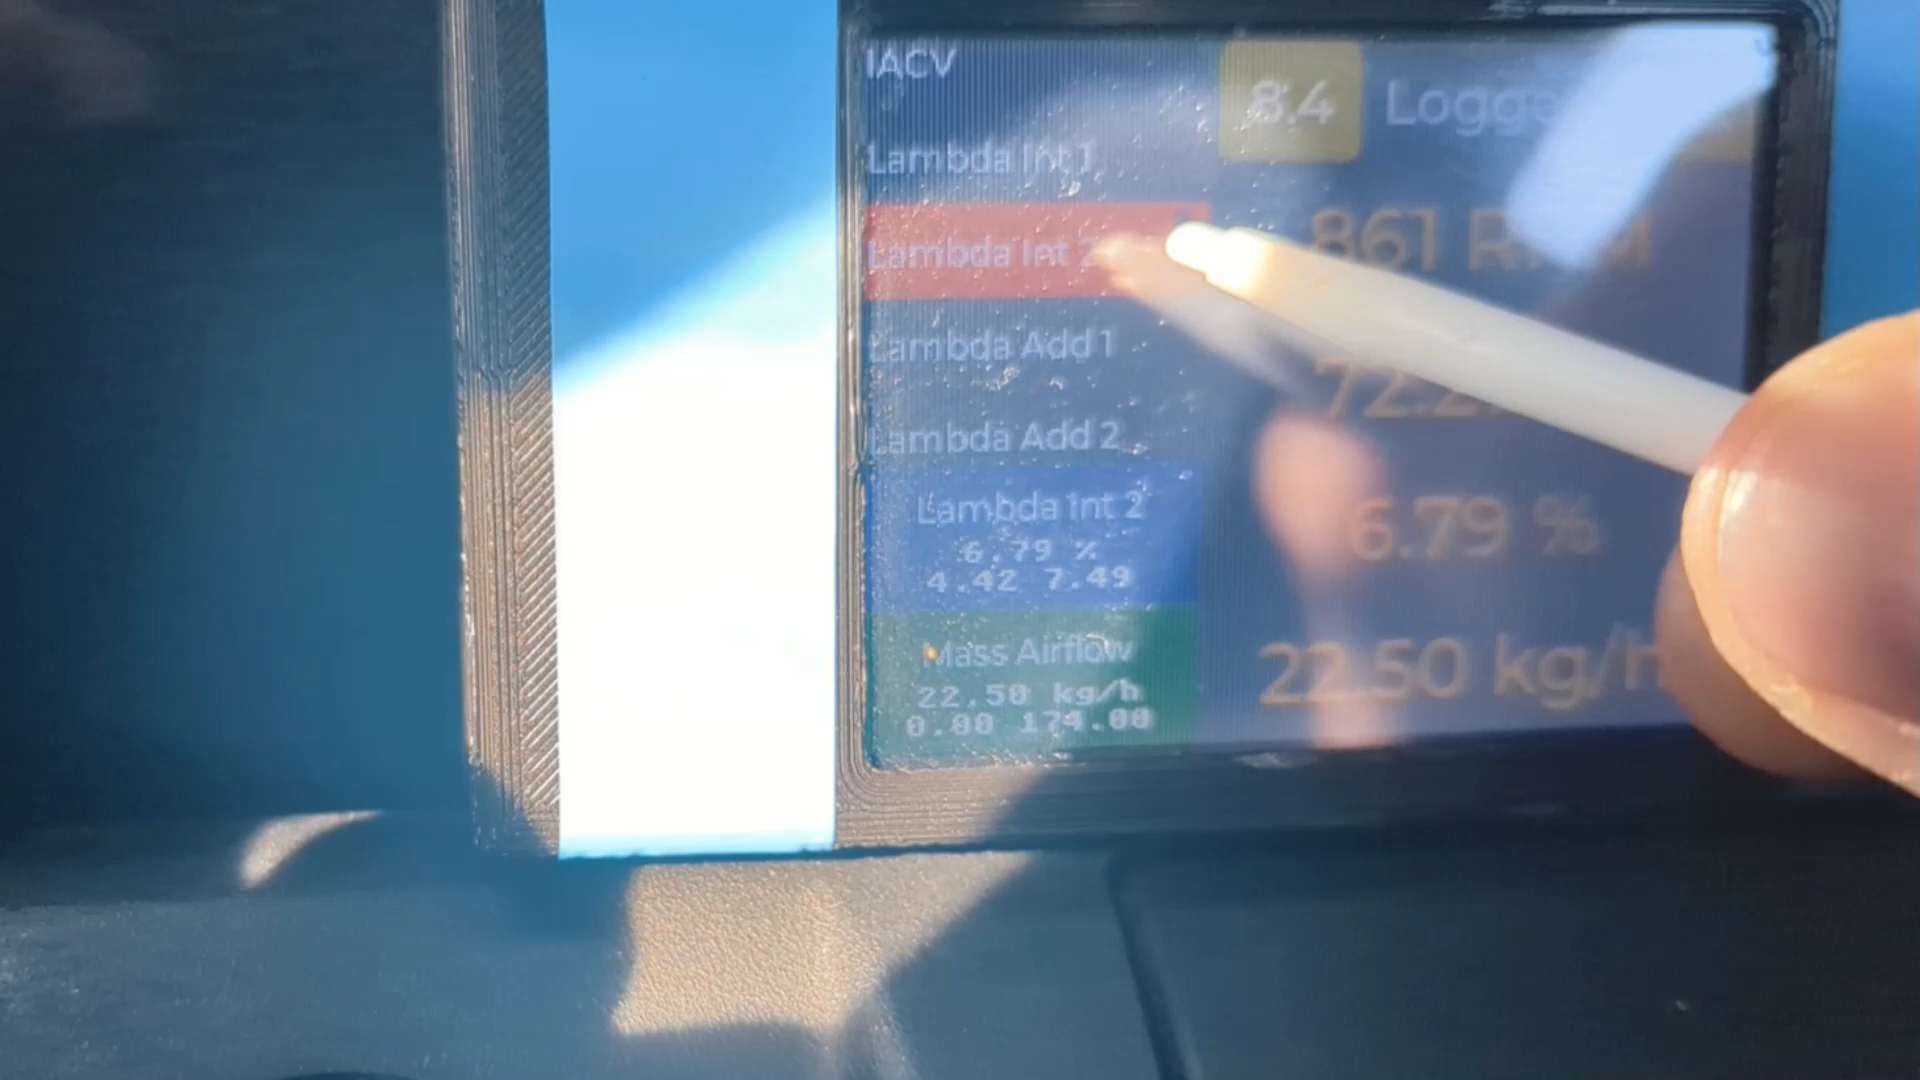 IACV
8.4
Lambda Int 1
861 RPM
Lambda Int 2
Lambda Add 1
Lambda Add 2
Lambda Int 2
6.79 %
4.42 7.49
6.79 %
Mass Airflow
22.50 kg/h
0.00 174.00
22.50 kg/h